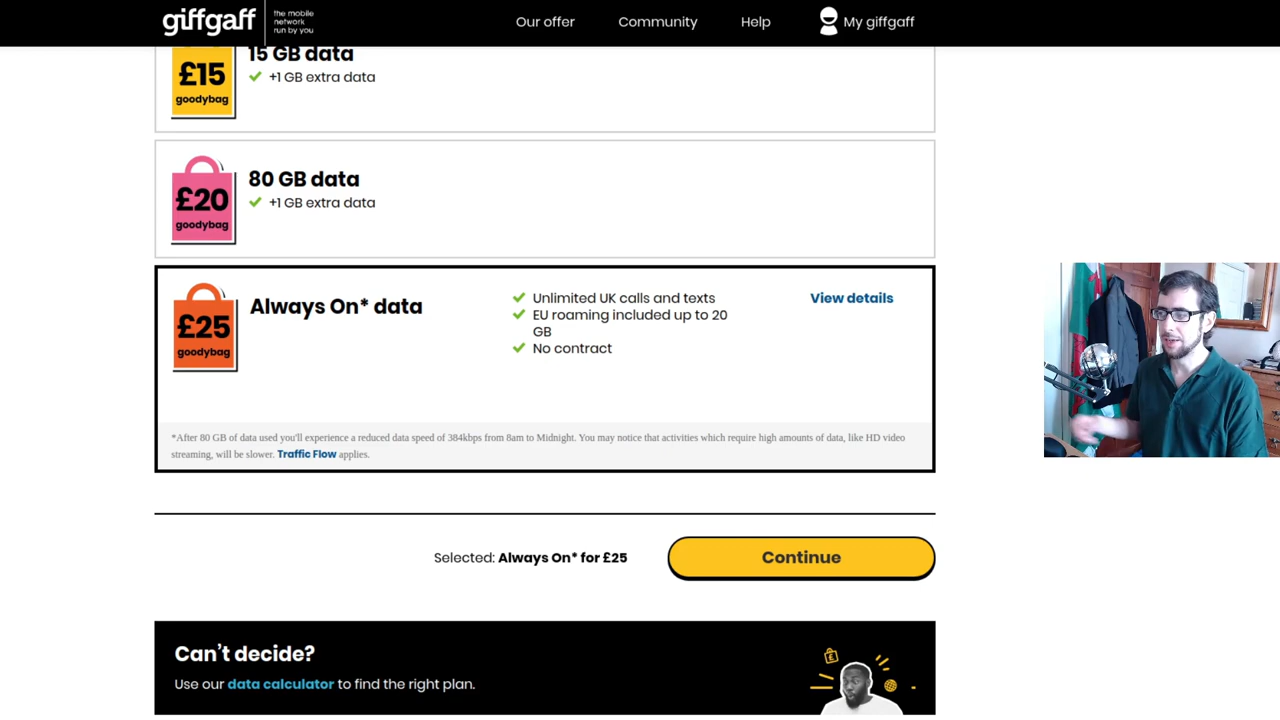 giffgaff
the mobile
network
run by you
Our offer
Community
Help
My giffgaff
£15
goodybag
15 GB data
+1 GB extra data
£20
goodybag
80 GB data
+1 GB extra data
£25
goodybag
Always On* data
Unlimited UK calls and texts
EU roaming included up to 20
GB
No contract
View details
*After 80 GB of data used you'll experience a reduced data speed of 384kbps from 8am to Midnight. You may notice that activities which require high amounts of data, like HD video
streaming, will be slower. Traffic Flow applies.
Selected: Always On* for £25
Continue
Can't decide?
Use our data calculator to find the right plan.
£